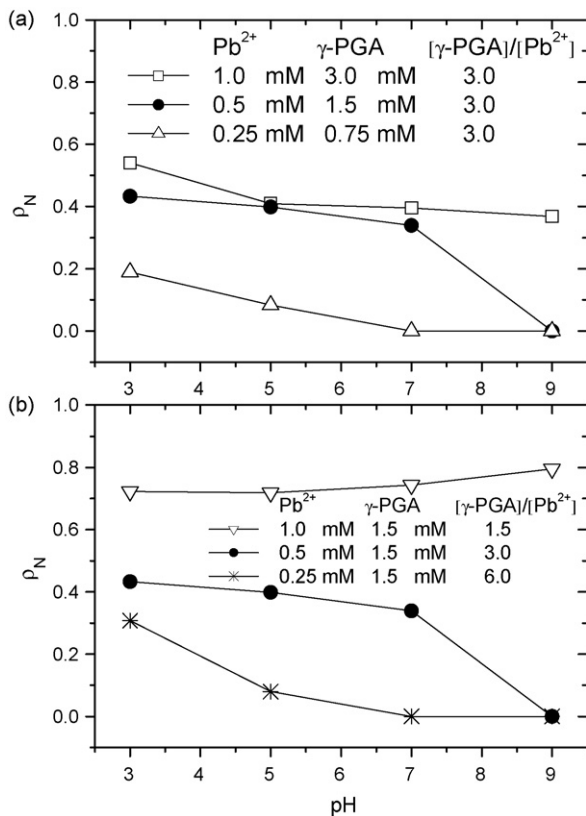 (a)
Pb²⁺ γ-PGA [γ-PGA]/[Pb²⁺]
1.0 mM 3.0 mM 3.0
0.5 mM 1.5 mM 3.0
0.25 mM 0.75 mM 3.0
1.0
0.8
0.6
0.4
0.2
0.0
ρN
3 4 5 6 7 8 9
(b)
Pb²⁺ γ-PGA [γ-PGA]/[Pb²⁺]
1.0 mM 1.5 mM 1.5
0.5 mM 1.5 mM 3.0
0.25 mM 1.5 mM 6.0
1.0
0.8
0.6
0.4
0.2
0.0
ρN
3 4 5 6 7 8 9
pH